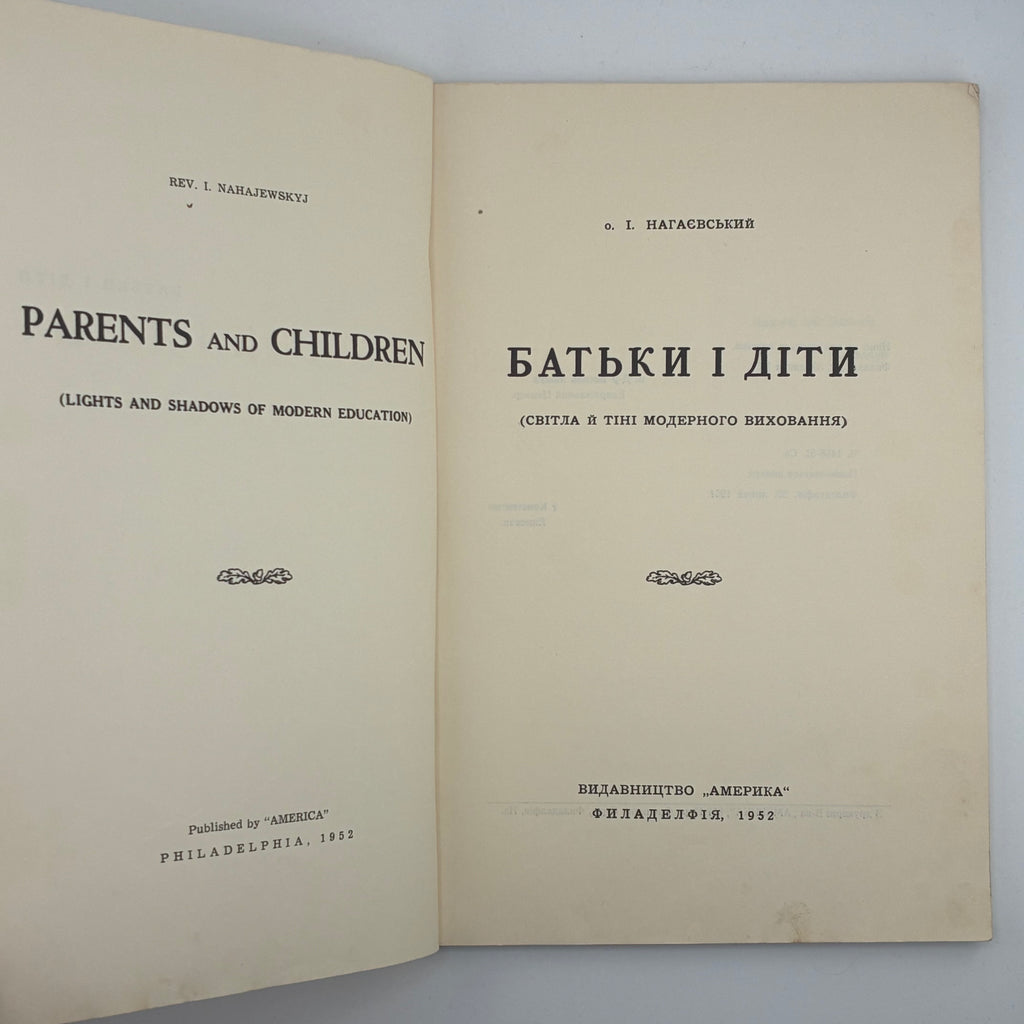 REV. I. NAHAJEWSKYJ
PARENTS AND CHILDREN
(LIGHTS AND SHADOWS OF MODERN EDUCATION)
Published by "AMERICA"
PHILADELPHIA, 1952
о. І. НАГАЄВСЬКИЙ
БАТЬКИ І ДІТИ
(СВІТЛА Й ТІНІ МОДЕРНОГО ВИХОВАННЯ)
ВИДАВНИЦТВО „АМЕРИКА“
ФИЛАДЕЛФІЯ, 1952